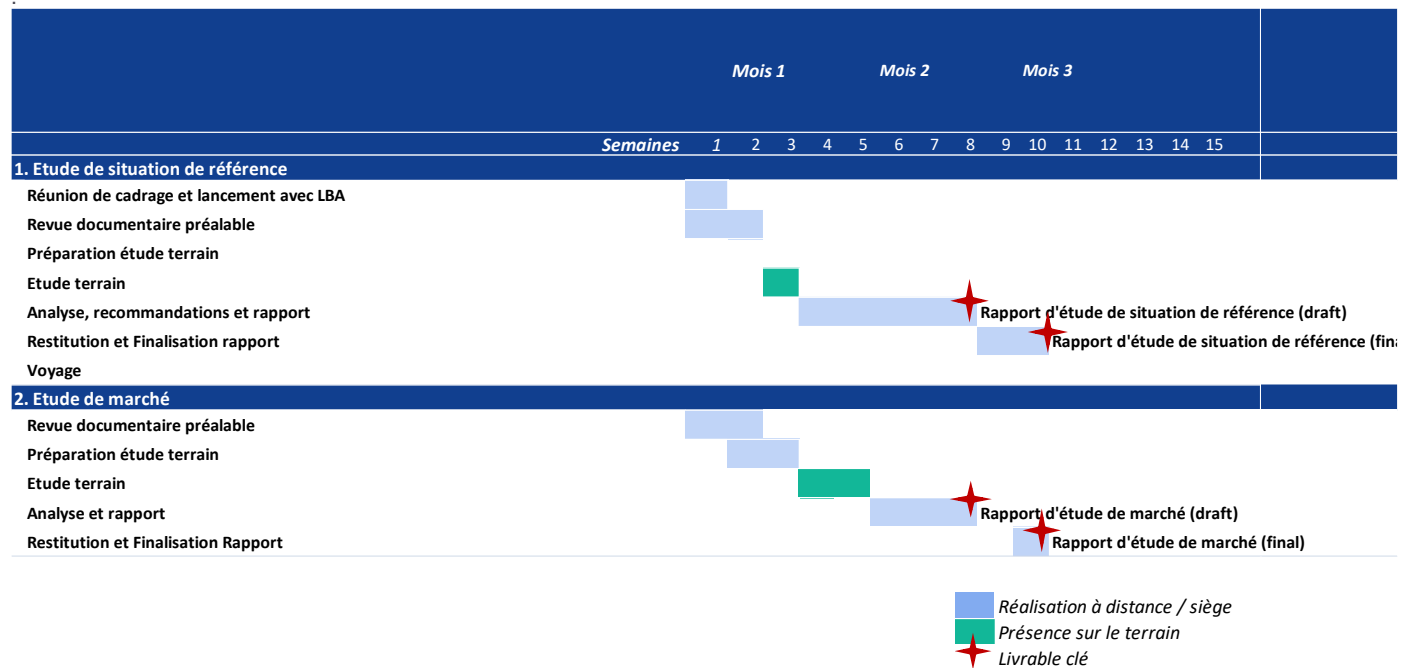 Mois 1 Mois 2 Mois 3
Semaines 1 2 3 4 5 6 7 8 9 10 11 12 13 14 15
1. Etude de situation de référence
Réunion de cadrage et lancement avec LBA
Revue documentaire préalable
Préparation étude terrain
Etude terrain
Analyse, recommandations et rapport Rapport d'étude de situation de référence (draft)
Restitution et Finalisation rapport Rapport d'étude de situation de référence (fina
Voyage
2. Etude de marché
Revue documentaire préalable
Préparation étude terrain
Etude terrain
Analyse et rapport Rapport d'étude de marché (draft)
Restitution et Finalisation Rapport Rapport d'étude de marché (final)
Réalisation à distance / siège
Présence sur le terrain
Livrable clé